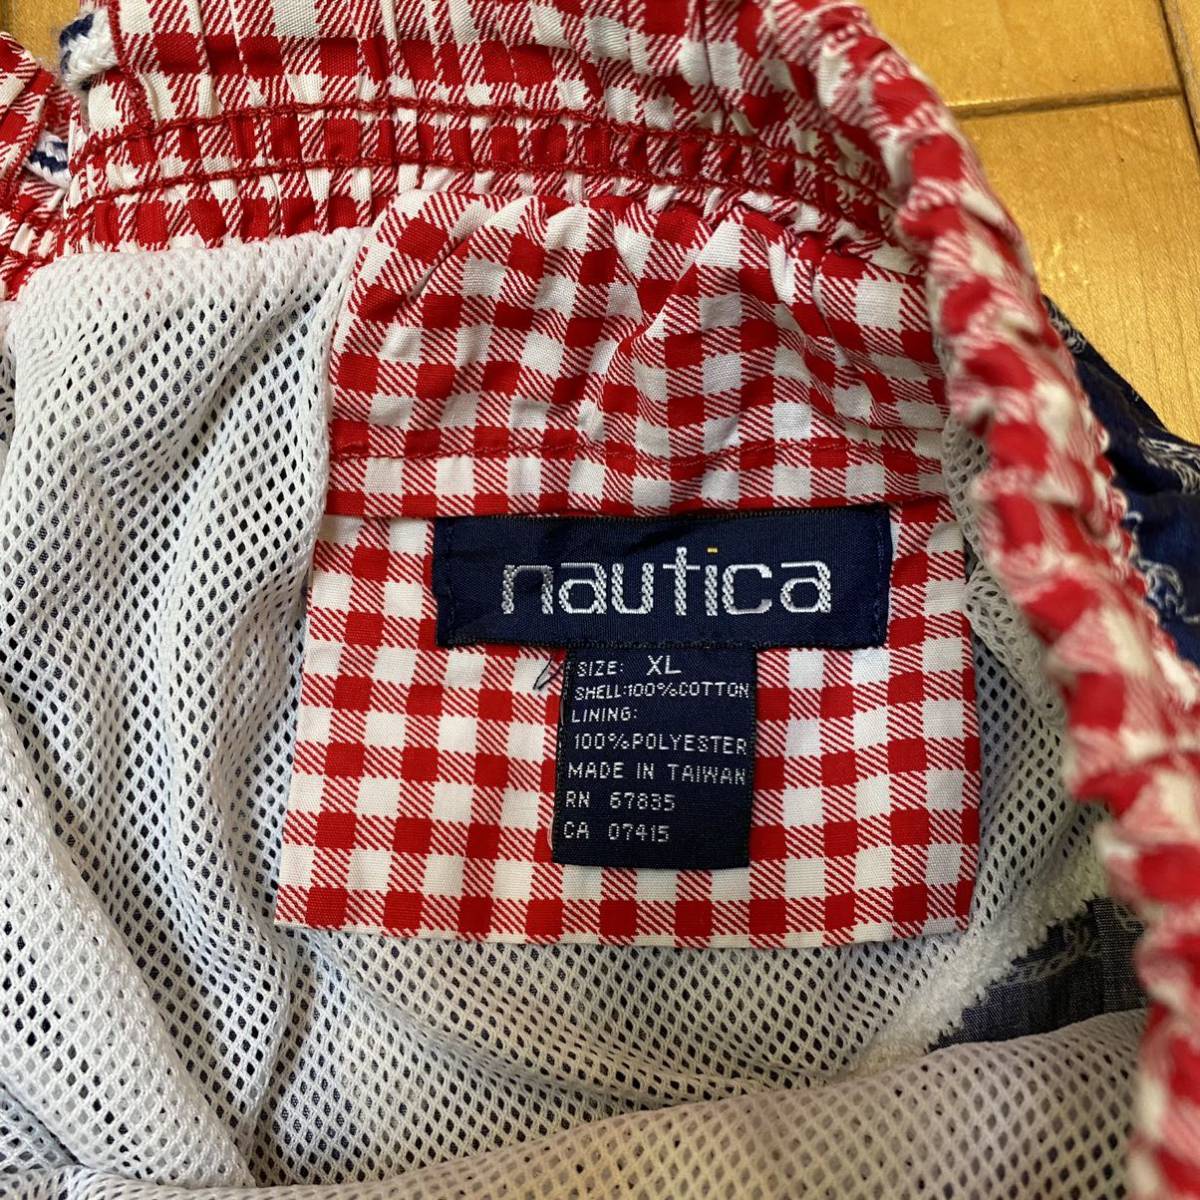 nautica
SIZE: XL
SHELL:100%COTTON
LINING:
100%POLYESTER
MADE IN TAIWAN
RN 67835
CA 07415